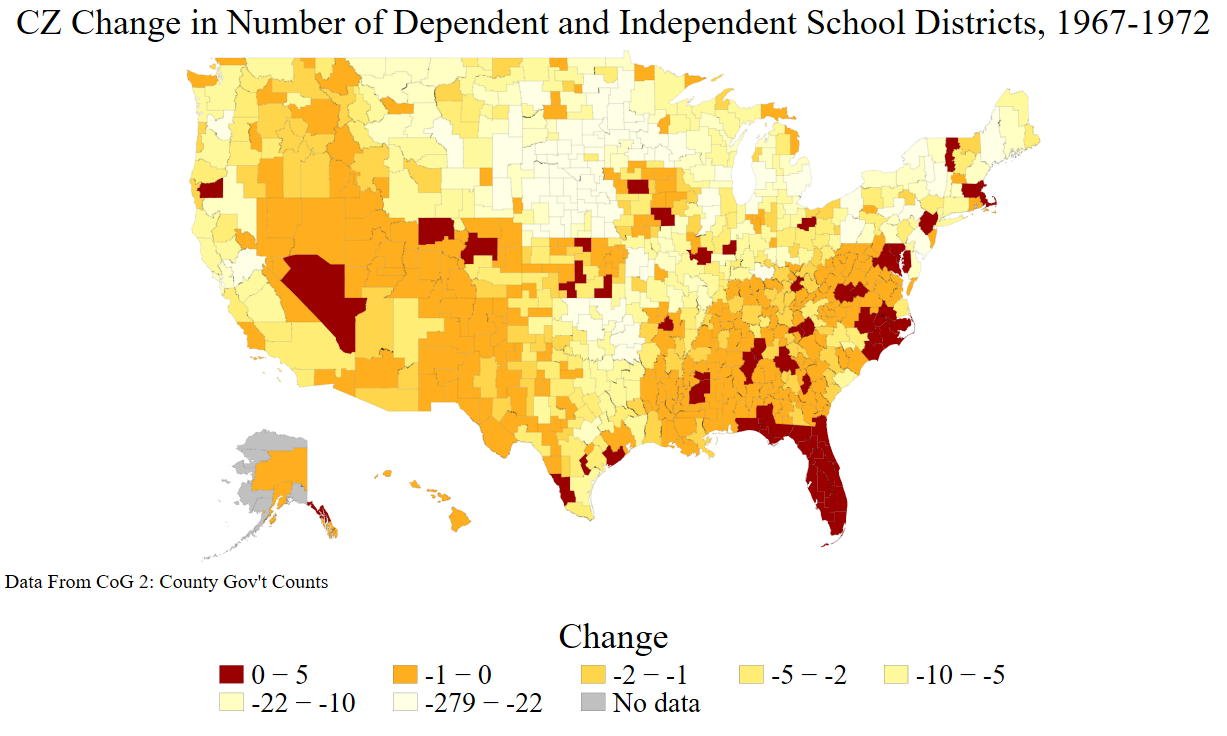 CZ Change in Number of Dependent and Independent School Districts, 1967-1972
Data From CoG 2: County Gov't Counts
Change
0 − 5 -1 − 0 -2 − -1 -5 − -2 -10 − -5
-22 − -10 -279 − -22 No data